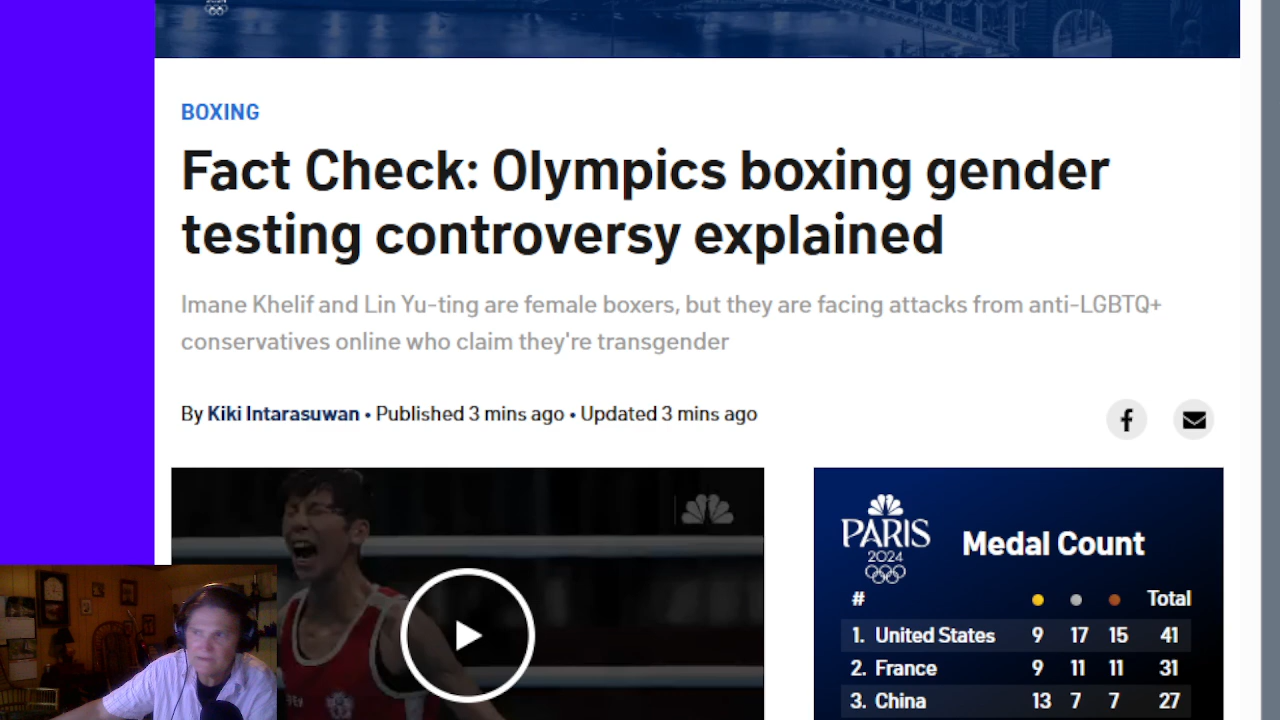 BOXING
Fact Check: Olympics boxing gender
testing controversy explained
Imane Khelif and Lin Yu-ting are female boxers, but they are facing attacks from anti-LGBTQ+
conservatives online who claim they're transgender
By Kiki Intarasuwan • Published 3 mins ago • Updated 3 mins ago
PARIS
2024
Medal Count
# Total
1. United States 9 17 15 41
2. France 9 11 11 31
3. China 13 7 7 27